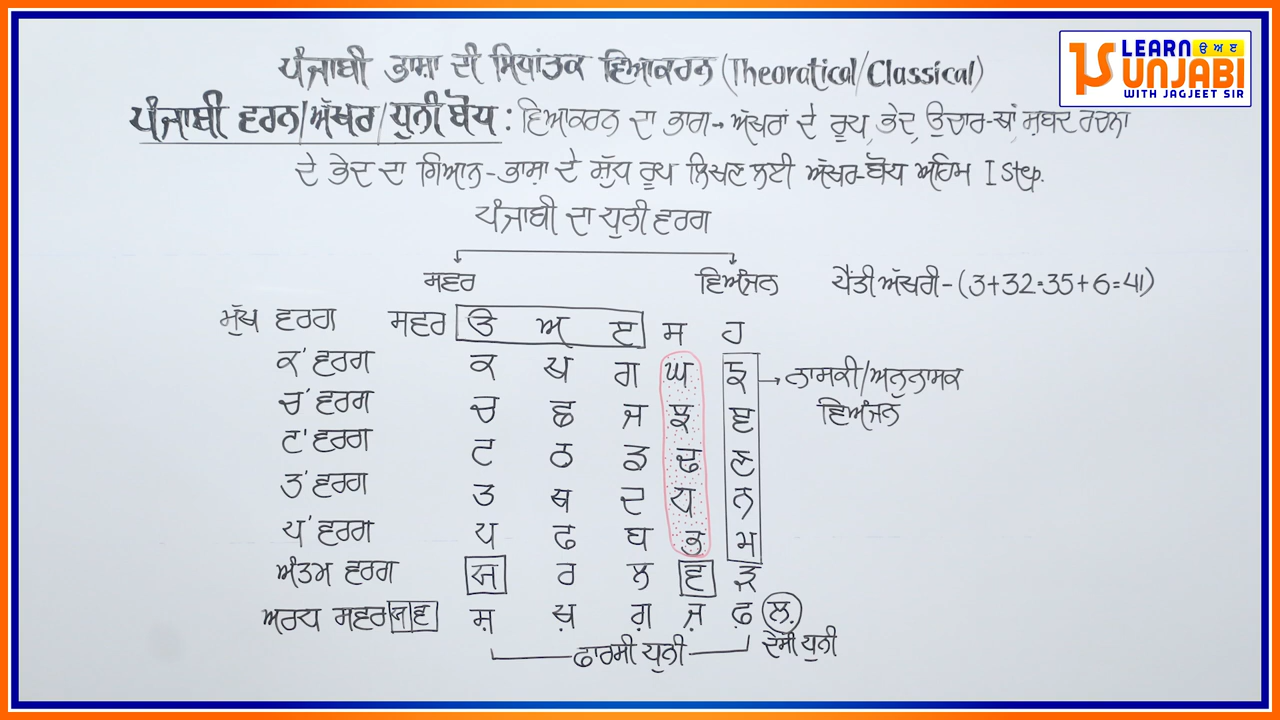 ਪੰਜਾਬੀ ਭਾਸ਼ਾ ਦੀ ਸਿਧਾਂਤਕ ਵਿਆਕਰਨ (Theoratical/Classical)
LEARN ੳ ਅ ੲ
PUNJABI
WITH JAGJEET SIR
ਪੰਜਾਬੀ ਵਰਨ/ਅੱਖਰ/ਧੁਨੀ ਬੋਧ : ਵਿਆਕਰਨ ਦਾ ਭਾਗ → ਅੱਖਰਾਂ ਦੇ ਰੂਪ, ਭੇਦ, ਉਚਾਰ-ਥਾਂ, ਸ਼ਬਦ ਰਚਨਾ
ਦੇ ਭੇਦ ਦਾ ਗਿਆਨ - ਭਾਸ਼ਾ ਦੇ ਸ਼ੁੱਧ ਰੂਪ ਲਿਖਣ ਲਈ ਅੱਖਰ-ਬੋਧ ਅਹਿਮ I Step.
ਪੰਜਾਬੀ ਦਾ ਧੁਨੀ ਵਰਗ
ਸਵਰ ਵਿਅੰਜਨ ਪੈਂਤੀ ਅੱਖਰੀ - (3+32=35+6=41)
ਮੁੱਖ ਵਰਗ ਸਵਰ ੳ ਅ ੲ ਸ ਹ
ਕ' ਵਰਗ ਕ ਖ ਗ ਘ ਙ → ਨਾਸਕੀ/ਅਨੁਨਾਸਕ
ਵਿਅੰਜਨ
ਚ' ਵਰਗ ਚ ਛ ਜ ਝ ਞ
ਟ' ਵਰਗ ਟ ਠ ਡ ਢ ਣ
ਤ' ਵਰਗ ਤ ਥ ਦ ਧ ਨ
ਪ' ਵਰਗ ਪ ਫ ਬ ਭ ਮ
ਅੰਤਮ ਵਰਗ ਯ ਰ ਲ ਵ ੜ
ਅਰਧ ਸਵਰ ਯ ਵ ਸ਼ ਖ਼ ਗ਼ ਜ਼ ਫ਼ ਲ਼
ਫਾਰਸੀ ਧੁਨੀ ਦੇਸੀ ਧੁਨੀ